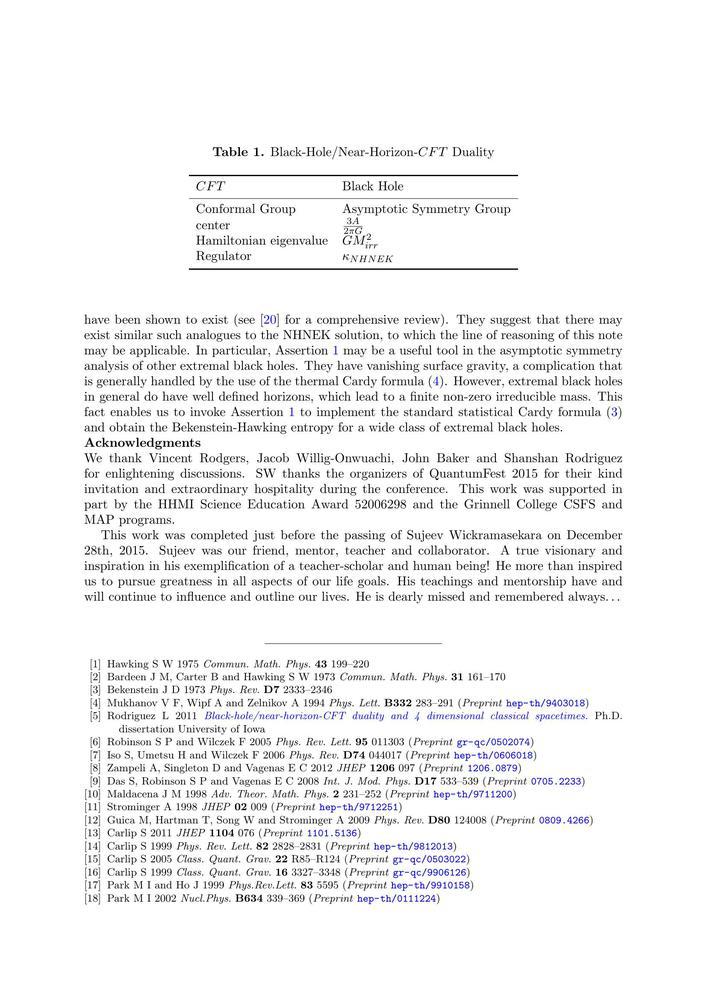 Table 1. Black-Hole/Near-Horizon-CFT Duality
CFT Black Hole
Conformal Group Asymptotic Symmetry Group
center 3A/2πG
Hamiltonian eigenvalue GM²_irr
Regulator κ_NHNEK
have been shown to exist (see [20] for a comprehensive review). They suggest that there may
exist similar such analogues to the NHNEK solution, to which the line of reasoning of this note
may be applicable. In particular, Assertion 1 may be a useful tool in the asymptotic symmetry
analysis of other extremal black holes. They have vanishing surface gravity, a complication that
is generally handled by the use of the thermal Cardy formula (4). However, extremal black holes
in general do have well defined horizons, which lead to a finite non-zero irreducible mass. This
fact enables us to invoke Assertion 1 to implement the standard statistical Cardy formula (3)
and obtain the Bekenstein-Hawking entropy for a wide class of extremal black holes.
Acknowledgments
We thank Vincent Rodgers, Jacob Willig-Onwuachi, John Baker and Shanshan Rodriguez
for enlightening discussions. SW thanks the organizers of QuantumFest 2015 for their kind
invitation and extraordinary hospitality during the conference. This work was supported in
part by the HHMI Science Education Award 52006298 and the Grinnell College CSFS and
MAP programs.
This work was completed just before the passing of Sujeev Wickramasekara on December
28th, 2015. Sujeev was our friend, mentor, teacher and collaborator. A true visionary and
inspiration in his exemplification of a teacher-scholar and human being! He more than inspired
us to pursue greatness in all aspects of our life goals. His teachings and mentorship have and
will continue to influence and outline our lives. He is dearly missed and remembered always...
[1] Hawking S W 1975 Commun. Math. Phys. 43 199–220
[2] Bardeen J M, Carter B and Hawking S W 1973 Commun. Math. Phys. 31 161–170
[3] Bekenstein J D 1973 Phys. Rev. D7 2333–2346
[4] Mukhanov V F, Wipf A and Zelnikov A 1994 Phys. Lett. B332 283–291 (Preprint hep-th/9403018)
[5] Rodriguez L 2011 Black-hole/near-horizon-CFT duality and 4 dimensional classical spacetimes. Ph.D.
dissertation University of Iowa
[6] Robinson S P and Wilczek F 2005 Phys. Rev. Lett. 95 011303 (Preprint gr-qc/0502074)
[7] Iso S, Umetsu H and Wilczek F 2006 Phys. Rev. D74 044017 (Preprint hep-th/0606018)
[8] Zampeli A, Singleton D and Vagenas E C 2012 JHEP 1206 097 (Preprint 1206.0879)
[9] Das S, Robinson S P and Vagenas E C 2008 Int. J. Mod. Phys. D17 533–539 (Preprint 0705.2233)
[10] Maldacena J M 1998 Adv. Theor. Math. Phys. 2 231–252 (Preprint hep-th/9711200)
[11] Strominger A 1998 JHEP 02 009 (Preprint hep-th/9712251)
[12] Guica M, Hartman T, Song W and Strominger A 2009 Phys. Rev. D80 124008 (Preprint 0809.4266)
[13] Carlip S 2011 JHEP 1104 076 (Preprint 1101.5136)
[14] Carlip S 1999 Phys. Rev. Lett. 82 2828–2831 (Preprint hep-th/9812013)
[15] Carlip S 2005 Class. Quant. Grav. 22 R85–R124 (Preprint gr-qc/0503022)
[16] Carlip S 1999 Class. Quant. Grav. 16 3327–3348 (Preprint gr-qc/9906126)
[17] Park M I and Ho J 1999 Phys.Rev.Lett. 83 5595 (Preprint hep-th/9910158)
[18] Park M I 2002 Nucl.Phys. B634 339–369 (Preprint hep-th/0111224)